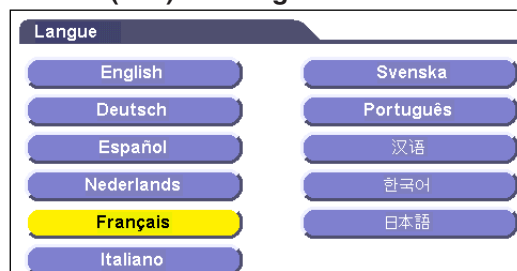 Langue
English
Deutsch
Español
Nederlands
Français
Italiano
Svenska
Português
汉语
한국어
日本語